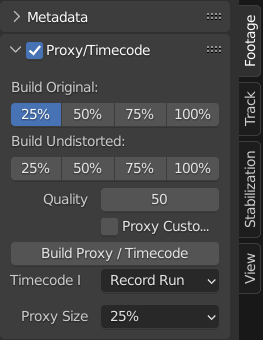 Metadata
Proxy/Timecode
Build Original:
25% 50% 75% 100%
Build Undistorted:
25% 50% 75% 100%
Quality 50
Proxy Custo...
Build Proxy / Timecode
Timecode I Record Run
Proxy Size 25%
Footage
Track
Stabilization
View